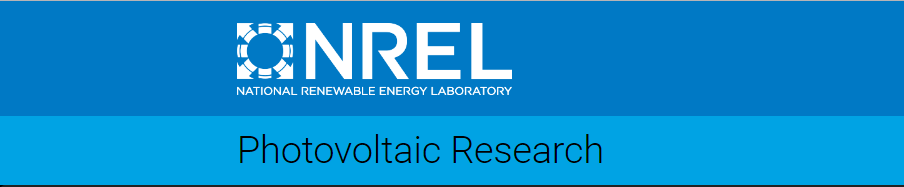 NREL
NATIONAL RENEWABLE ENERGY LABORATORY
Photovoltaic Research